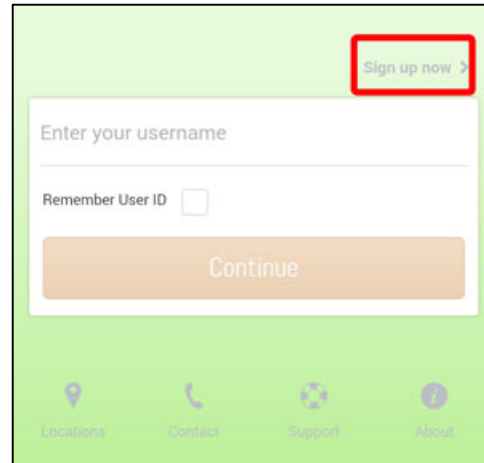 Sign up now
Enter your username
Remember User ID
Continue
Locations Contact Support About